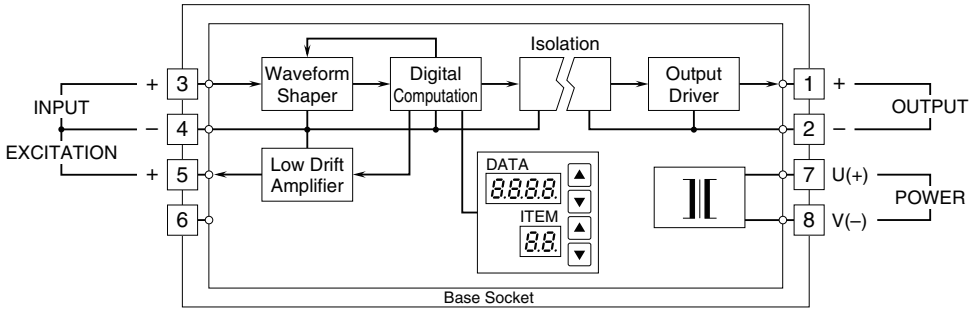 Isolation
INPUT
EXCITATION
+ 3
− 4
+ 5
6
Waveform
Shaper
Digital
Computation
Output
Driver
Low Drift
Amplifier
DATA
8.8.8.8.
ITEM
8.8.
1 +
2 −
OUTPUT
7 U(+)
8 V(–)
POWER
Base Socket